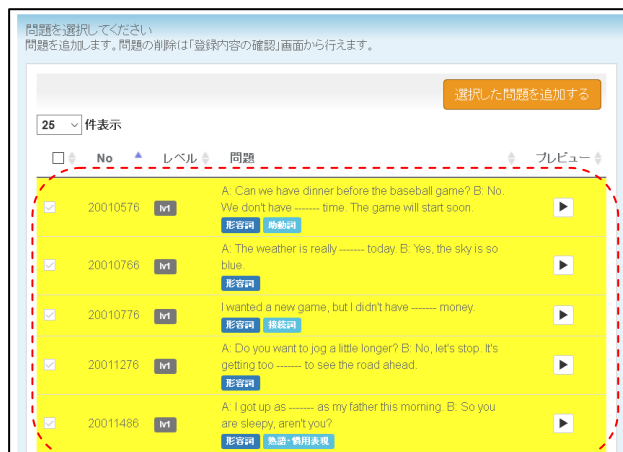 問題を選択してください
問題を追加します。問題の削除は「登録内容の確認」画面から行えます。
選択した問題を追加する
25 件表示
No レベル 問題 プレビュー
A: Can we have dinner before the baseball game? B: No.
20010576 lv1 We don't have ------- time. The game will start soon.
形容詞 助動詞
A: The weather is really ------- today. B: Yes, the sky is so
20010766 lv1 blue.
形容詞
I wanted a new game, but I didn't have ------- money.
20010776 lv1
形容詞 接続詞
A: Do you want to jog a little longer? B: No, let's stop. It's
20011276 lv1 getting too ------- to see the road ahead.
形容詞
A: I got up as ------- as my father this morning. B: So you
20011486 lv1 are sleepy, aren't you?
形容詞 熟語・慣用表現